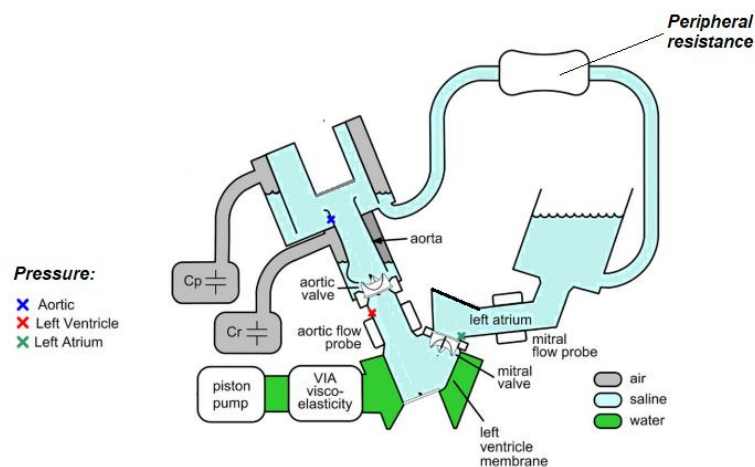 Peripheral
resistance
aorta
Cp
Pressure:
Aortic
Left Ventricle
Left Atrium
aortic
valve
Cr
left atrium
aortic flow
probe
mitral
flow probe
mitral
valve
piston
pump
VIA
visco-
elasticity
left
ventricle
membrane
air
saline
water